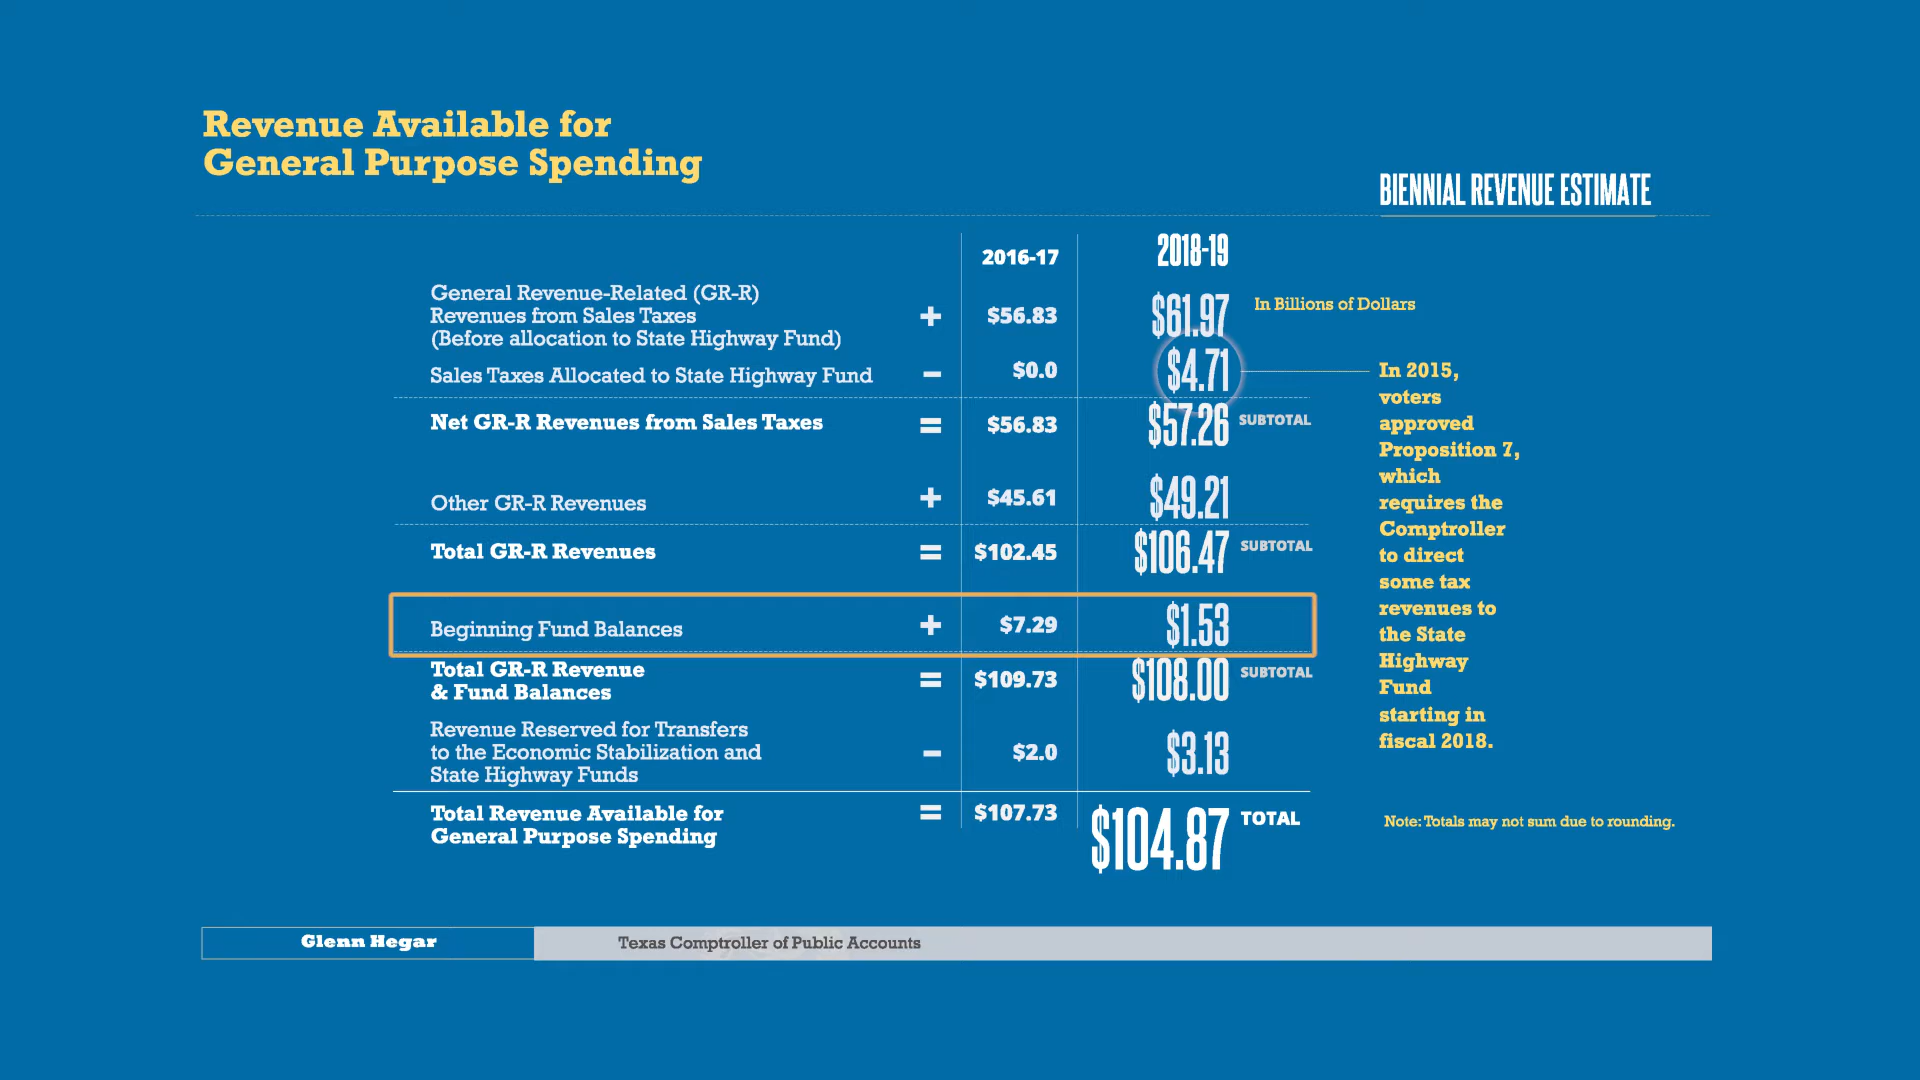 Revenue Available for
General Purpose Spending
BIENNIAL REVENUE ESTIMATE
2016-17 2018-19
In Billions of Dollars
General Revenue-Related (GR-R)
Revenues from Sales Taxes
(Before allocation to State Highway Fund)
+ $56.83 $61.97
Sales Taxes Allocated to State Highway Fund – $0.0 $4.71
Net GR-R Revenues from Sales Taxes = $56.83 $57.26 SUBTOTAL
Other GR-R Revenues + $45.61 $49.21
Total GR-R Revenues = $102.45 $106.47 SUBTOTAL
Beginning Fund Balances + $7.29 $1.53
Total GR-R Revenue
& Fund Balances
= $109.73 $108.00 SUBTOTAL
Revenue Reserved for Transfers
to the Economic Stabilization and
State Highway Funds
– $2.0 $3.13
Total Revenue Available for
General Purpose Spending
= $107.73 $104.87 TOTAL
In 2015,
voters
approved
Proposition 7,
which
requires the
Comptroller
to direct
some tax
revenues to
the State
Highway
Fund
starting in
fiscal 2018.
Note: Totals may not sum due to rounding.
Glenn Hegar
Texas Comptroller of Public Accounts